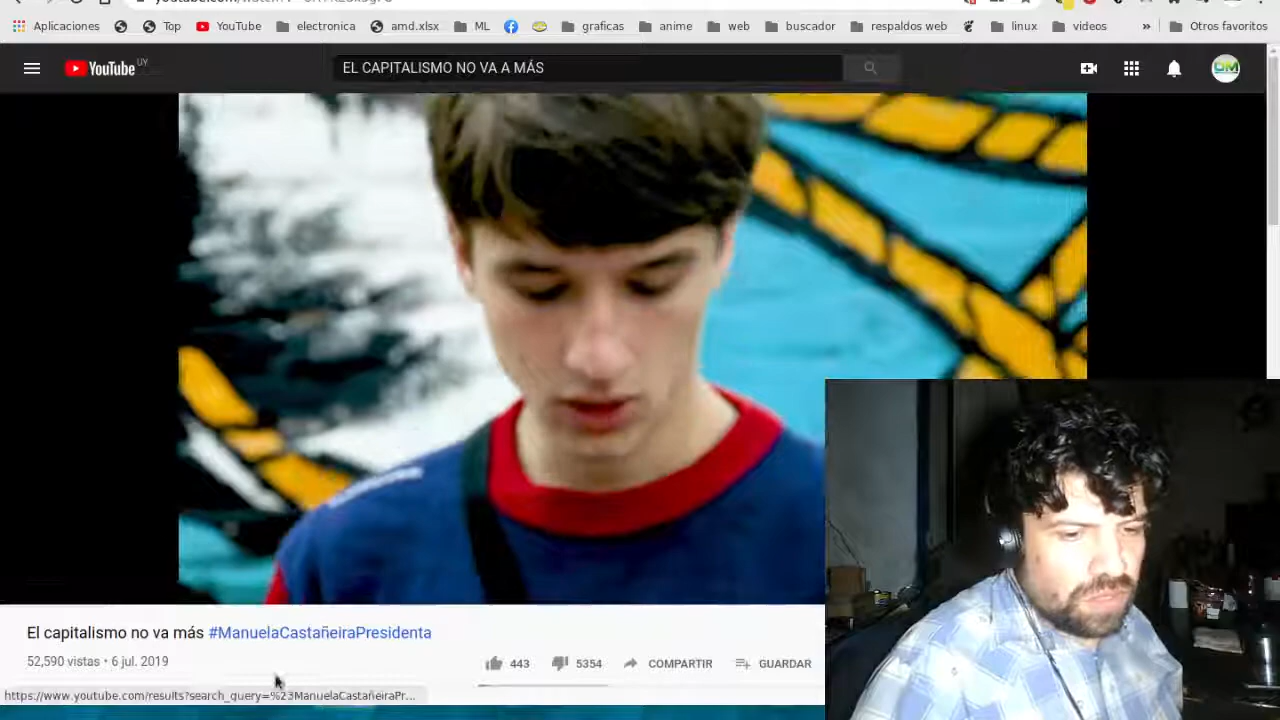 Aplicaciones Top YouTube electronica amd.xlsx ML graficas anime web buscador respaldos web linux videos » Otros favoritos
YouTube UY
EL CAPITALISMO NO VA A MÁS
El capitalismo no va más #ManuelaCastañeiraPresidenta
52,590 vistas • 6 jul. 2019
443 5354 COMPARTIR GUARDAR
https://www.youtube.com/results?search_query=%23ManuelaCastañeiraPr...